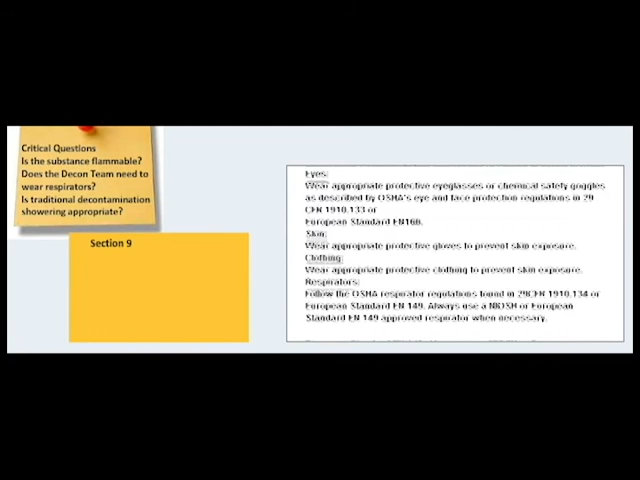 Critical Questions
Is the substance flammable?
Does the Decon Team need to
wear respirators?
Is traditional decontamination
showering appropriate?
Section 9
Eyes:
Wear appropriate protective eyeglasses or chemical safety goggles
as described by OSHA's eye and face protection regulations in 29
CFR 1910.133 or
European Standard EN166.
Skin:
Wear appropriate protective gloves to prevent skin exposure.
Clothing:
Wear appropriate protective clothing to prevent skin exposure.
Respirators:
Follow the OSHA respirator regulations found in 29CFR 1910.134 or
European Standard EN 149. Always use a NIOSH or European
Standard EN 149 approved respirator when necessary.